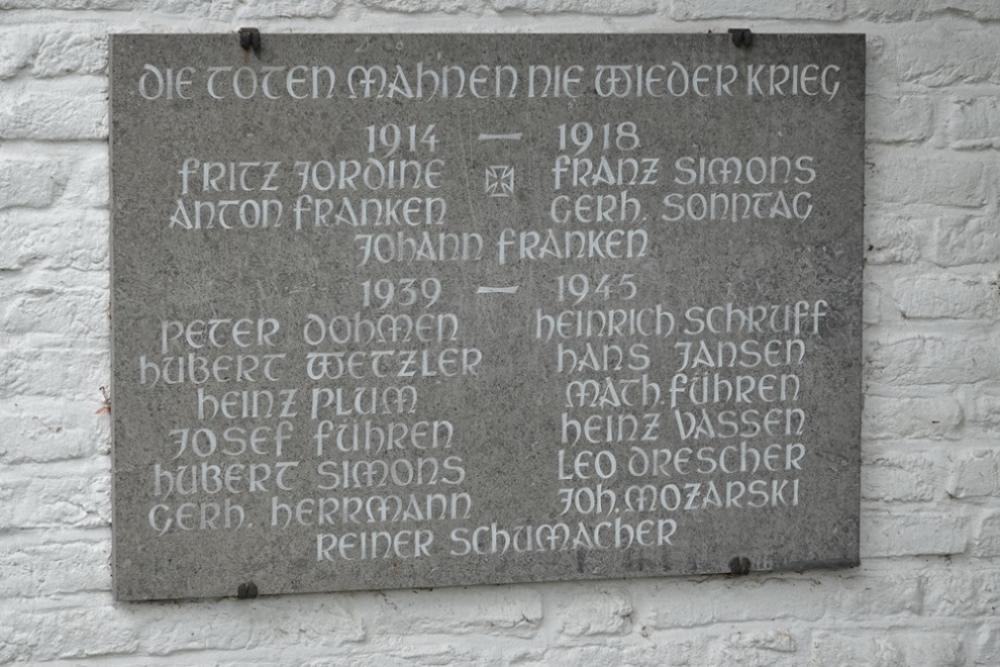 DIE TOTEN MAHNEN NIE WIEDER KRIEG
1914 — 1918
FRITZ JORDINE FRANZ SIMONS
ANTON FRANKEN GERH. SONNTAG
JOHANN FRANKEN
1939 — 1945
PETER DOHMEN HEINRICH SCHRUFF
HUBERT WETZLER HANS JANSEN
HEINZ PLUM MATH. FÜHREN
JOSEF FÜHREN HEINZ VASSEN
HUBERT SIMONS LEO DRESCHER
GERH. HERRMANN JOH. MOZARSKI
REINER SCHUMACHER